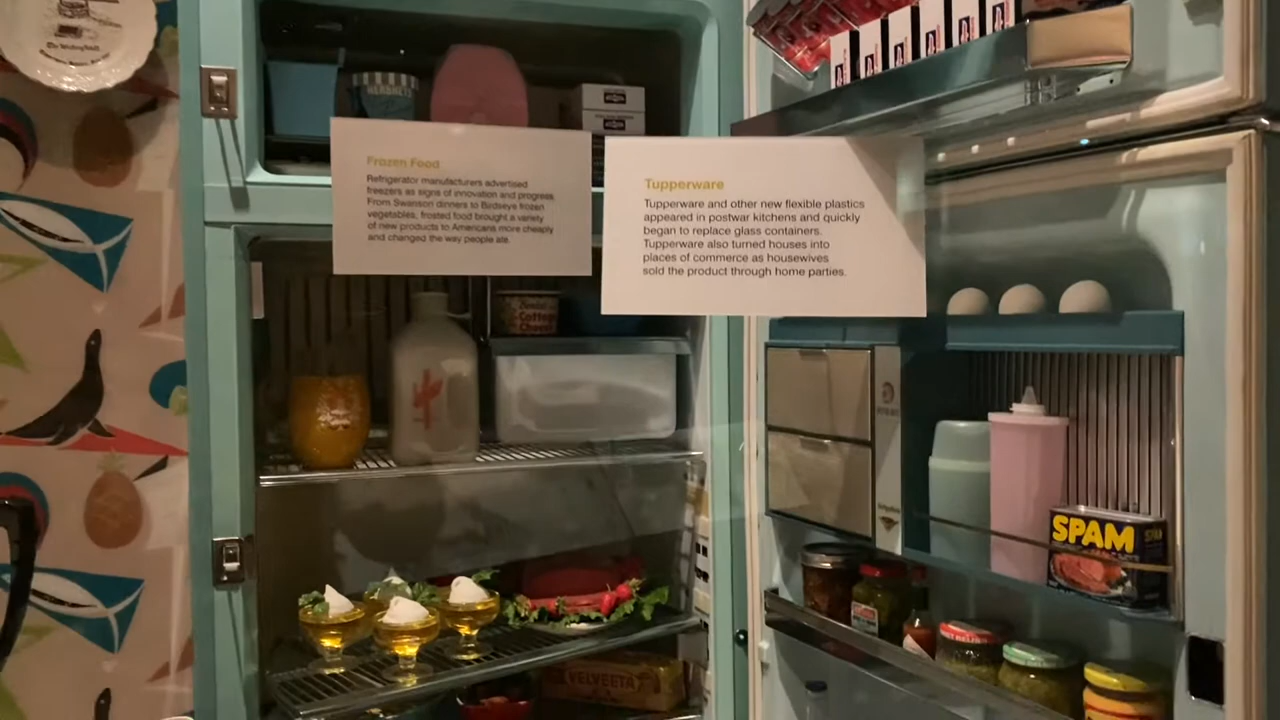 HERSHEY'S
Frozen Food
Refrigerator manufacturers advertised
freezers as signs of innovation and progress.
From Swanson dinners to Birdseye frozen
vegetables, frosted food brought a variety
of new products to Americans more cheaply
and changed the way people ate.
Tupperware
Tupperware and other new flexible plastics
appeared in postwar kitchens and quickly
began to replace glass containers.
Tupperware also turned houses into
places of commerce as housewives
sold the product through home parties.
Cottage
Cheese
SPAM
VELVEETA